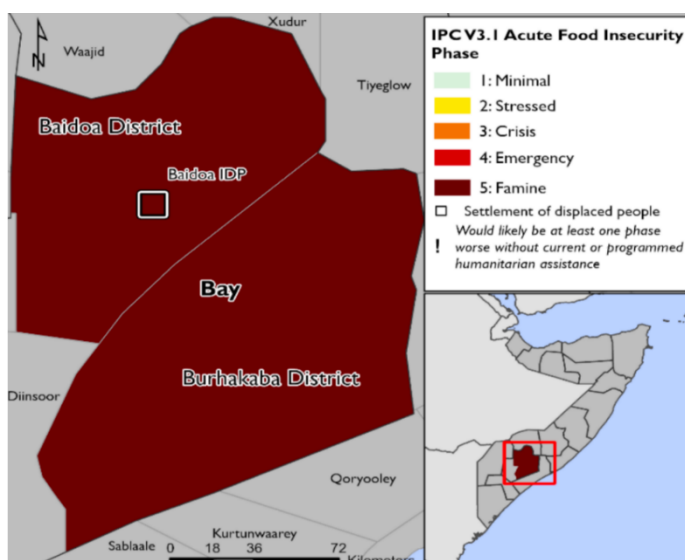 Xudur
Waajid
Tiyeglow
Baidoa District
Baidoa IDP
Bay
Burhakaba District
Diinsoor
Qoryooley
Kurtunwaarey
Sablaale
0 18 36 72
Kilometers
N
IPC V3.1 Acute Food Insecurity
Phase
1: Minimal
2: Stressed
3: Crisis
4: Emergency
5: Famine
Settlement of displaced people
Would likely be at least one phase
! worse without current or programmed
humanitarian assistance